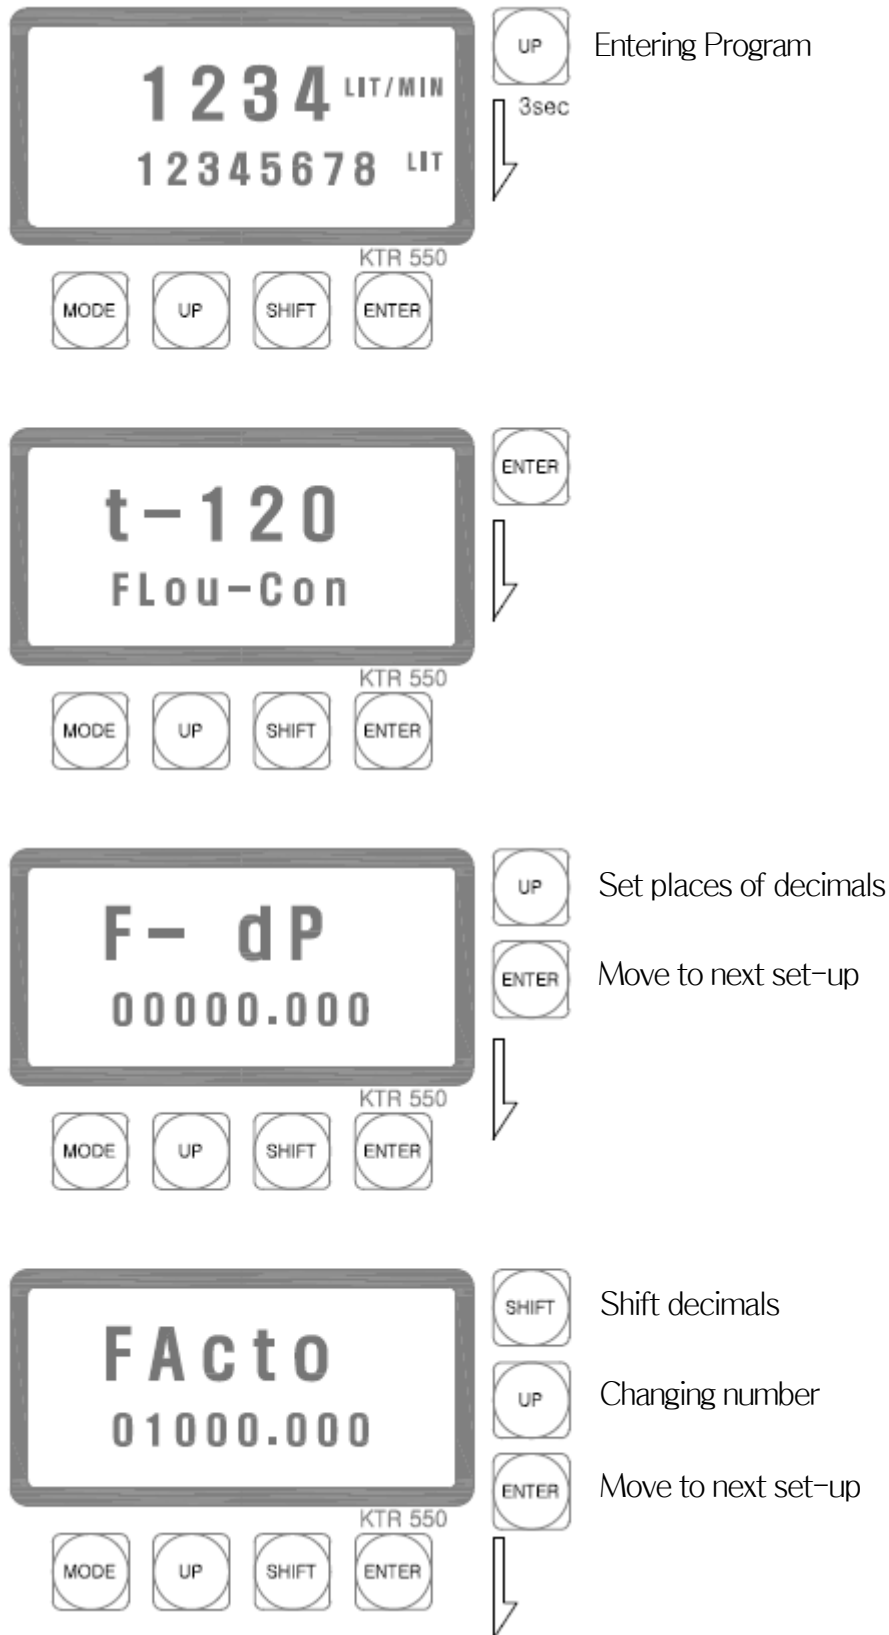 1234 LIT/MIN
12345678 LIT
KTR 550
MODE UP SHIFT ENTER
UP Entering Program
3sec
t-120
FLou-Con
KTR 550
MODE UP SHIFT ENTER
ENTER
F- dP
00000.000
KTR 550
MODE UP SHIFT ENTER
UP Set places of decimals
ENTER Move to next set-up
FActo
01000.000
KTR 550
MODE UP SHIFT ENTER
SHIFT Shift decimals
UP Changing number
ENTER Move to next set-up